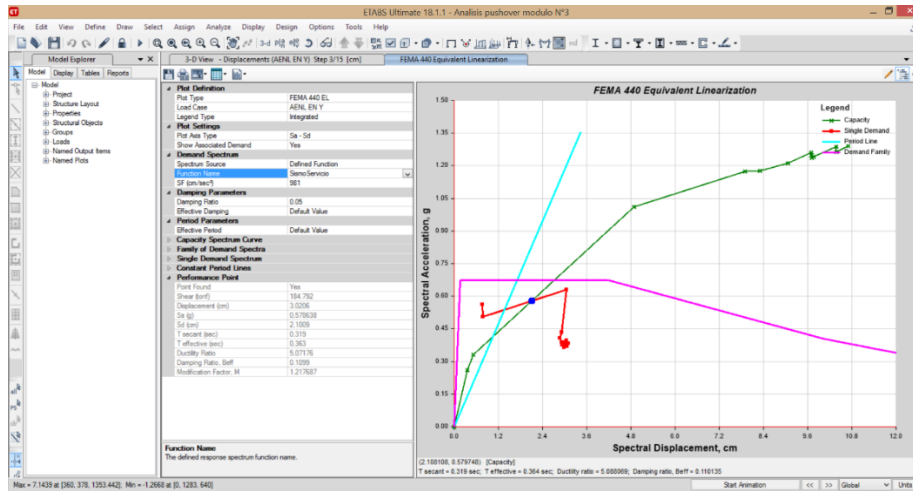 ETABS Ultimate 18.1.1 - Analisis pushover modulo N°3
File Edit View Define Draw Select Assign Analyze Display Design Options Tools Help
Model Explorer
3-D View - Displacements (AENL EN Y) Step 3/15 [cm]
FEMA 440 Equivalent Linearization
Model Display Tables Reports
Model
Project
Structure Layout
Properties
Structural Objects
Groups
Loads
Named Output Items
Named Plots
Plot Definition
Plot Type FEMA 440 EL
Load Case AENL EN Y
Legend Type Integrated
Plot Settings
Plot Axis Type Sa - Sd
Show Associated Demand Yes
Demand Spectrum
Spectrum Source Defined Function
Function Name SismoServicio
SF (cm/sec²) 981
Damping Parameters
Damping Ratio 0.05
Effective Damping Default Value
Period Parameters
Effective Period Default Value
Capacity Spectrum Curve
Family of Demand Spectra
Single Demand Spectrum
Constant Period Lines
Performance Point
Point Found Yes
Shear (tonf) 184.792
Displacement (cm) 3.0206
Sa (g) 0.578638
Sd (cm) 2.1009
T secant (sec) 0.319
T effective (sec) 0.363
Ductility Ratio 5.07176
Damping Ratio, Beff 0.1099
Modification Factor, M 1.217687
Function Name
The defined response spectrum function name.
FEMA 440 Equivalent Linearization
Legend
Capacity
Single Demand
Period Line
Demand Family
Spectral Acceleration, g
1.50
1.35
1.20
1.05
0.90
0.75
0.60
0.45
0.30
0.15
0.00
0.0 1.2 2.4 3.6 4.8 6.0 7.2 8.4 9.6 10.8 12.0
Spectral Displacement, cm
(2.108108, 0.579748) [Capacity]
T secant = 0.319 sec; T effective = 0.364 sec; Ductility ratio = 5.088069; Damping ratio, Beff = 0.110135
Max = 7.1439 at [360, 378, 1353.442]; Min = -1.2668 at [0, 1283, 640]
Start Animation << >> Global Units